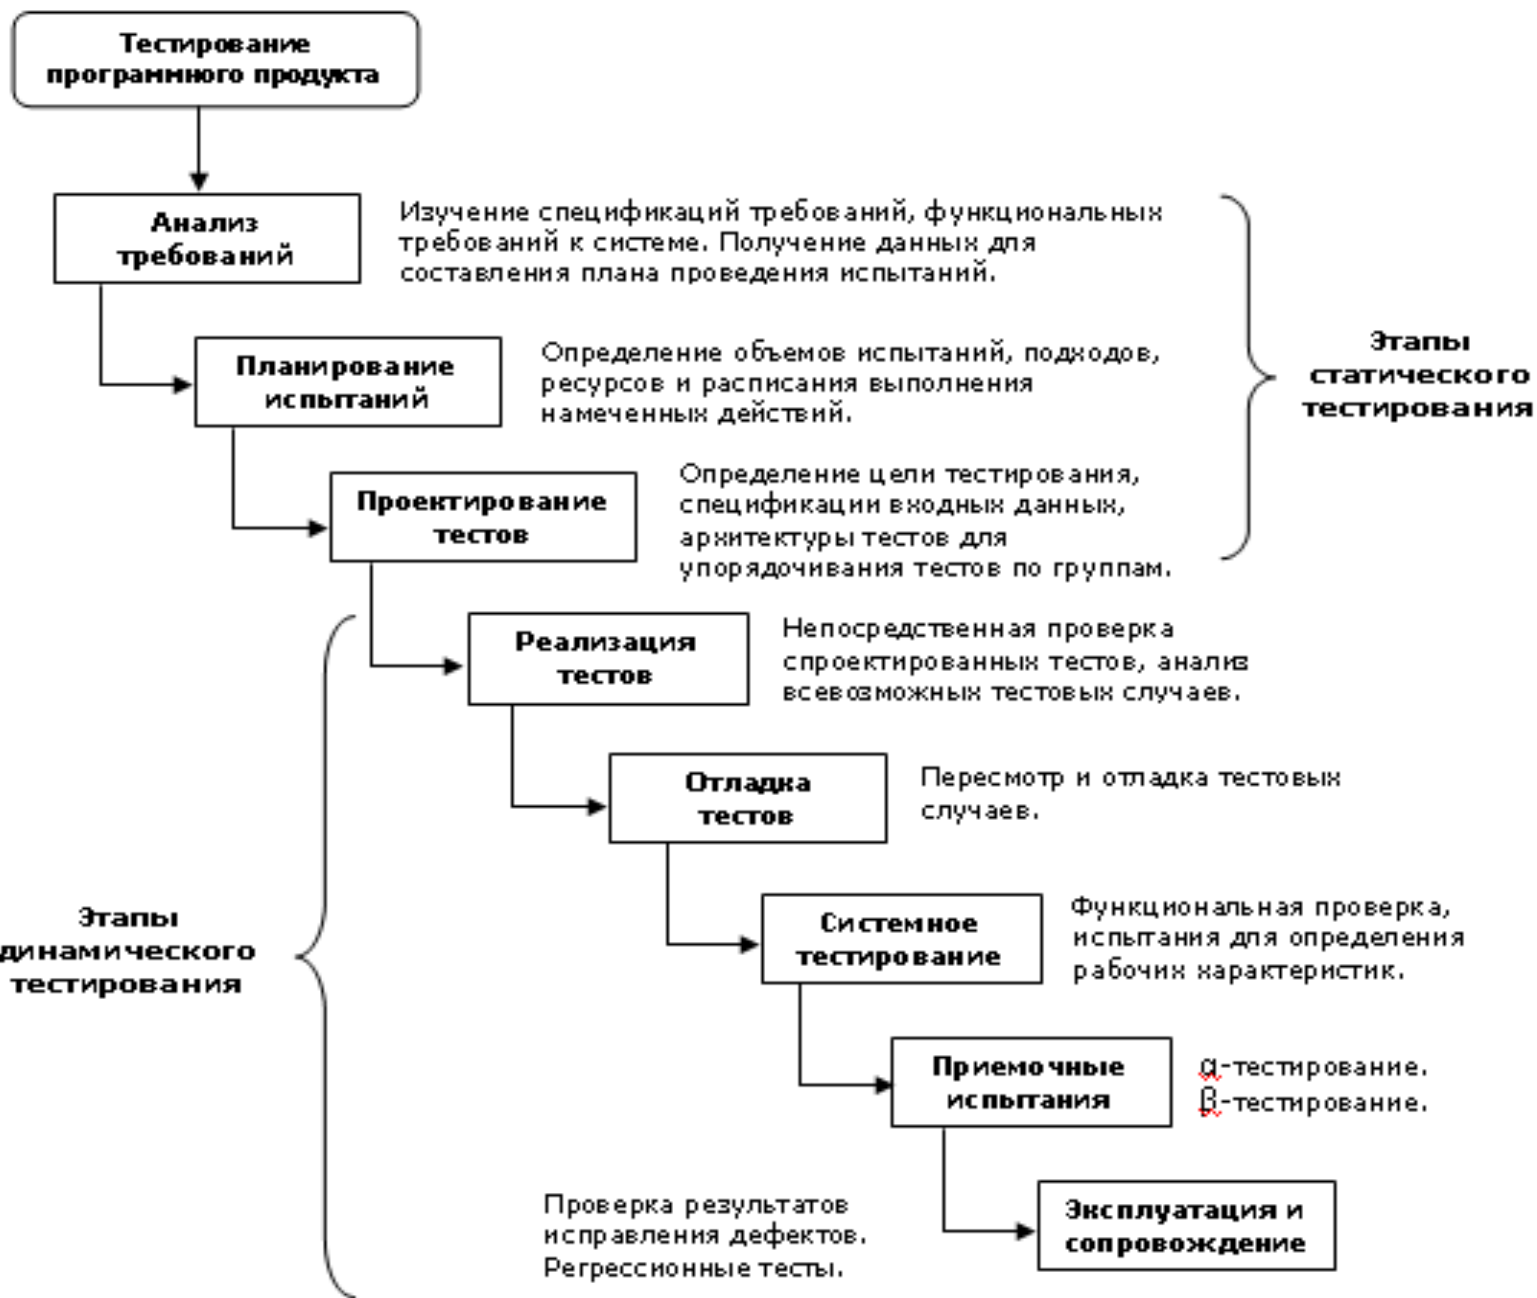 Тестирование
программного продукта
Анализ
требований
Изучение спецификаций требований, функциональных
требований к системе. Получение данных для
составления плана проведения испытаний.
Планирование
испытаний
Определение объемов испытаний, подходов,
ресурсов и расписания выполнения
намеченных действий.
Этапы
статического
тестирования
Проектирование
тестов
Определение цели тестирования,
спецификации входных данных,
архитектуры тестов для
упорядочивания тестов по группам.
Реализация
тестов
Непосредственная проверка
спроектированных тестов, анализ
всевозможных тестовых случаев.
Отладка
тестов
Пересмотр и отладка тестовых
случаев.
Этапы
динамического
тестирования
Системное
тестирование
Функциональная проверка,
испытания для определения
рабочих характеристик.
Приемочные
испытания
α-тестирование.
β-тестирование.
Проверка результатов
исправления дефектов.
Регрессионные тесты.
Эксплуатация и
сопровождение